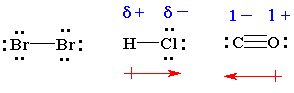 δ+ δ− 1− 1+
:Br—Br: H—Cl: :C≡O: